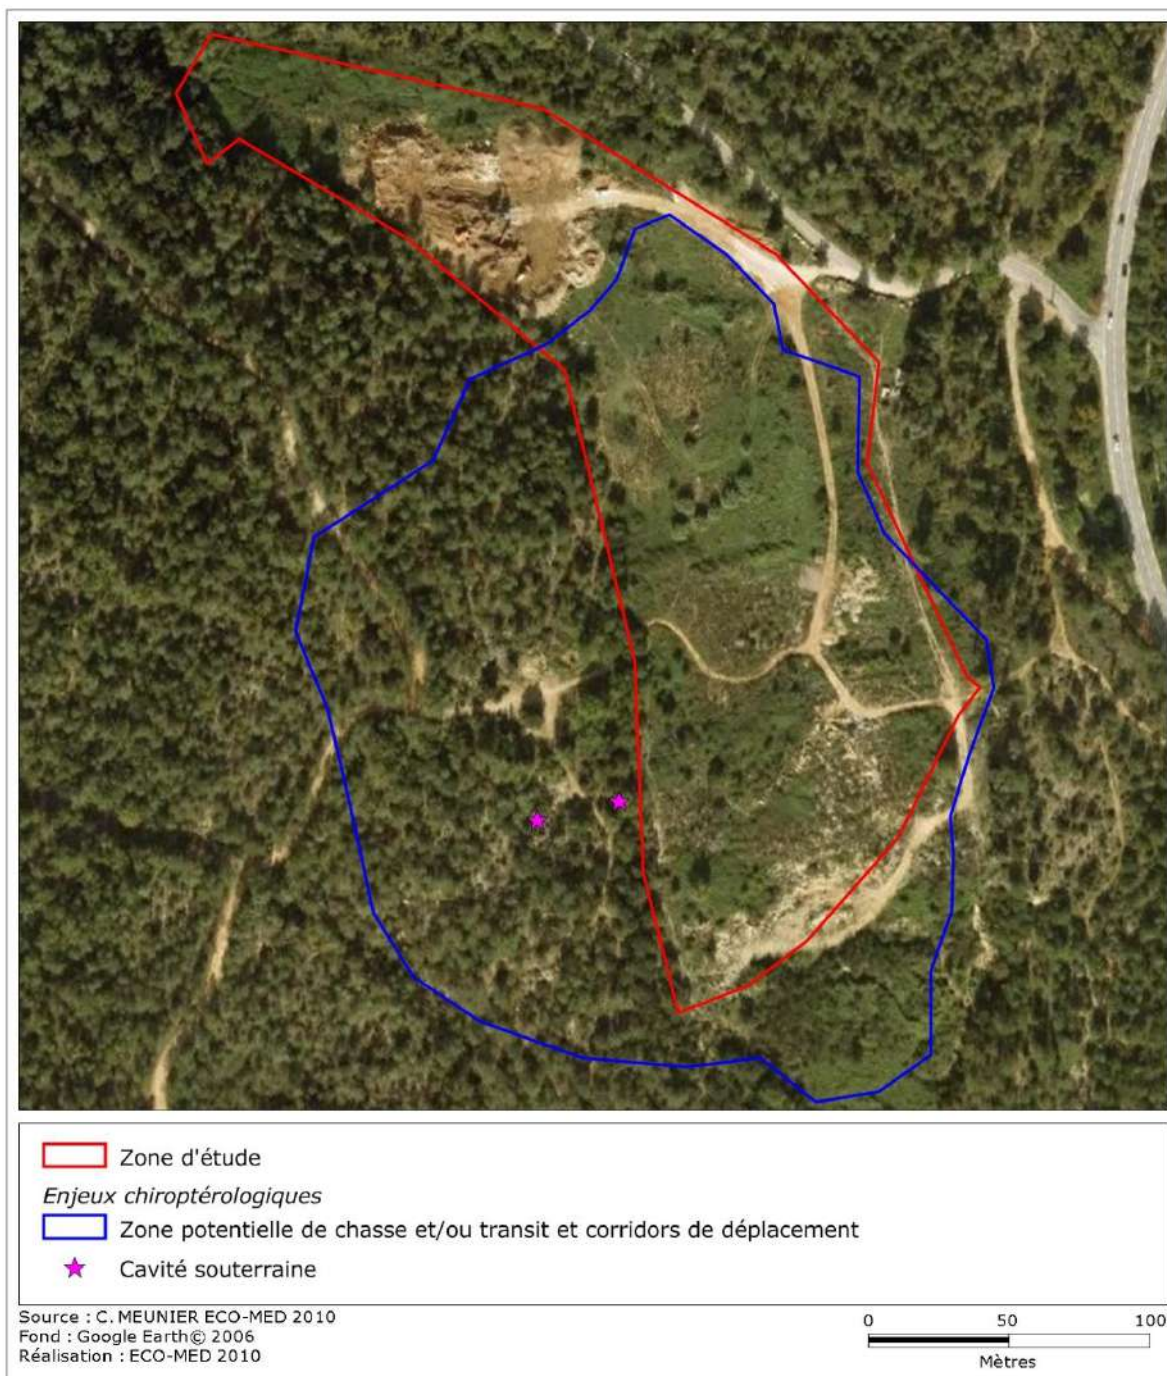 Zone d'étude
Enjeux chiroptérologiques
Zone potentielle de chasse et/ou transit et corridors de déplacement
Cavité souterraine
Source : C. MEUNIER ECO-MED 2010
Fond : Google Earth© 2006
Réalisation : ECO-MED 2010
0 50 100
Mètres